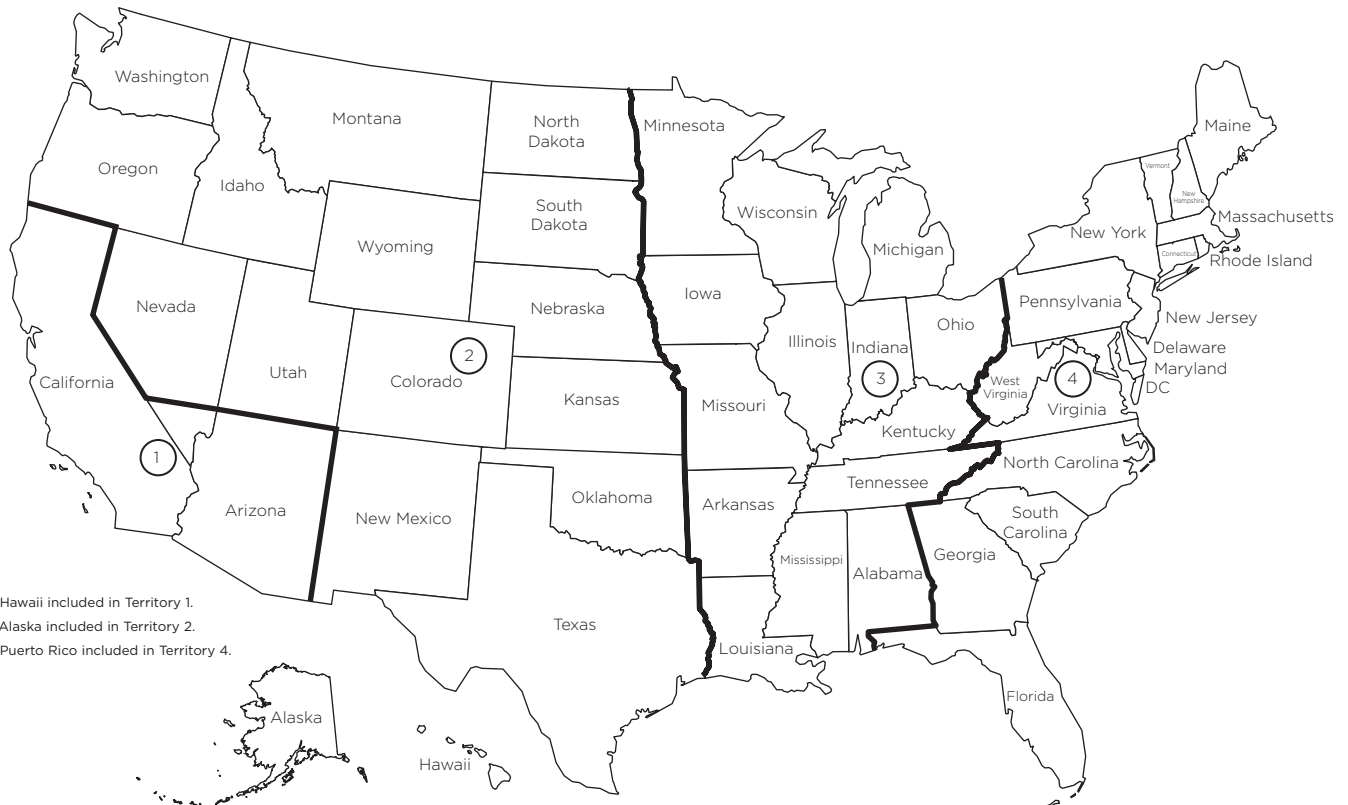 Washington
Montana
North
Dakota
Minnesota
Maine
Oregon
Idaho
Vermont
New
Hampshire
South
Dakota
Wisconsin
Massachusetts
Wyoming
Michigan
New York
Connecticut
Rhode Island
Nevada
Nebraska
Iowa
Pennsylvania
New Jersey
Ohio
Illinois
Indiana
Delaware
2
Maryland
California
Utah
Colorado
3
West
Virginia
4
DC
Kansas
Missouri
Virginia
Kentucky
1
North Carolina
Tennessee
Arizona
New Mexico
Oklahoma
Arkansas
South
Carolina
Mississippi
Alabama
Georgia
Hawaii included in Territory 1.
Alaska included in Territory 2.
Puerto Rico included in Territory 4.
Texas
Louisiana
Florida
Alaska
Hawaii